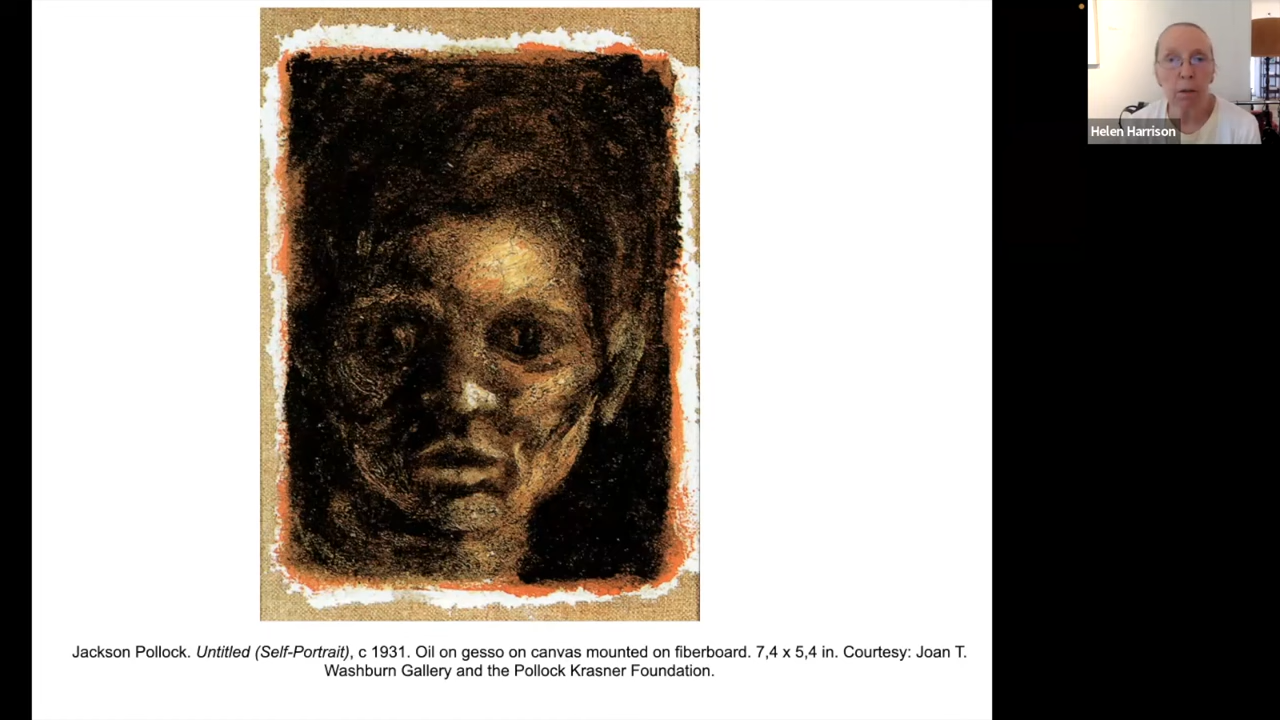 Helen Harrison
Jackson Pollock. Untitled (Self-Portrait), c 1931. Oil on gesso on canvas mounted on fiberboard. 7,4 x 5,4 in. Courtesy: Joan T.
Washburn Gallery and the Pollock Krasner Foundation.